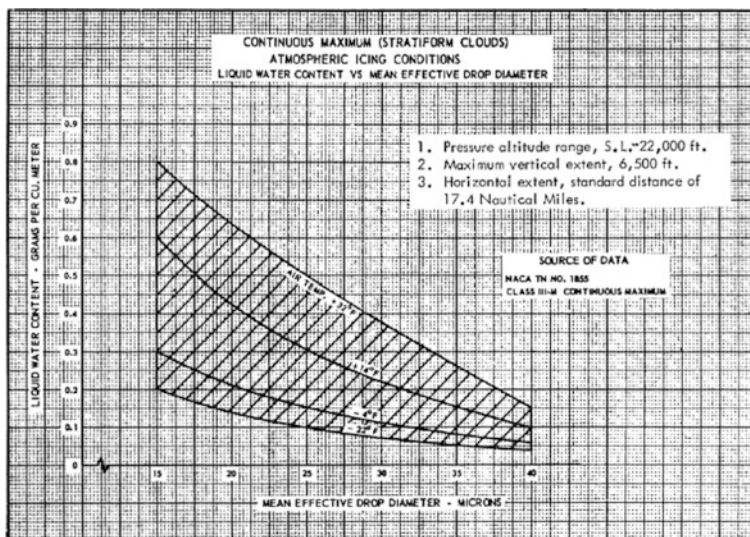 CONTINUOUS MAXIMUM (STRATIFORM CLOUDS)
ATMOSPHERIC ICING CONDITIONS
LIQUID WATER CONTENT VS MEAN EFFECTIVE DROP DIAMETER
1. Pressure altitude range, S.L.-22,000 ft.
2. Maximum vertical extent, 6,500 ft.
3. Horizontal extent, standard distance of
17.4 Nautical Miles.
SOURCE OF DATA
NACA TN NO. 1855
CLASS III-M CONTINUOUS MAXIMUM
LIQUID WATER CONTENT - GRAMS PER CU. METER
0.9
0.8
0.7
0.6
0.5
0.4
0.3
0.2
0.1
0
AIR TEMP. +32°F
+14°F
-4°F
-22°F
15
20
25
30
35
40
MEAN EFFECTIVE DROP DIAMETER - MICRONS